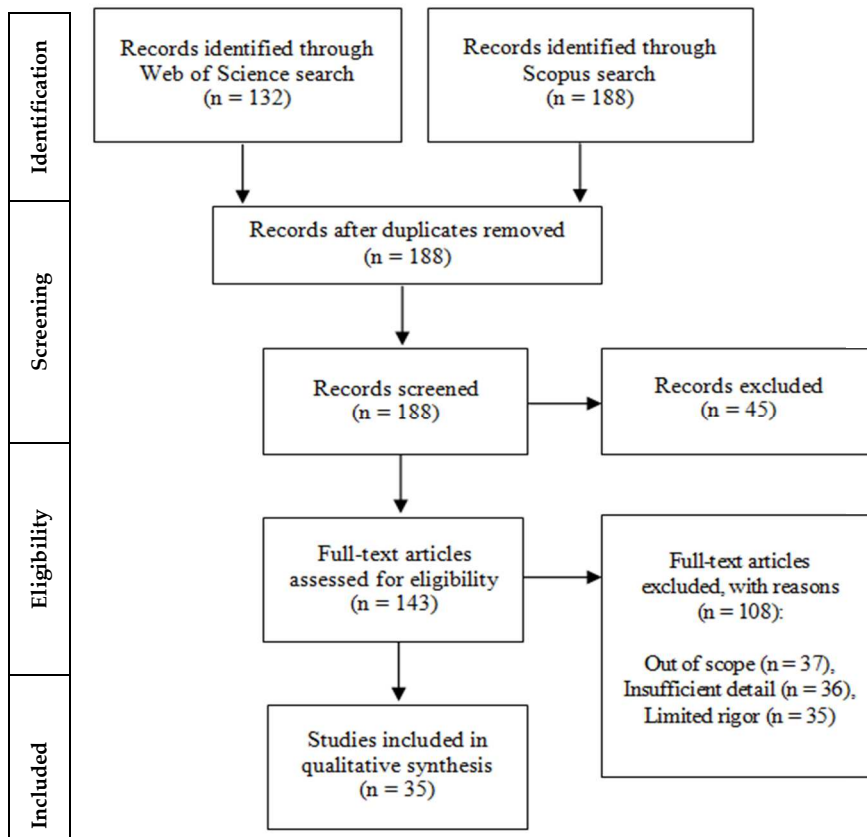 Identification
Records identified through
Web of Science search
(n = 132)
Records identified through
Scopus search
(n = 188)
Screening
Records after duplicates removed
(n = 188)
Records screened
(n = 188)
Records excluded
(n = 45)
Eligibility
Full-text articles
assessed for eligibility
(n = 143)
Full-text articles
excluded, with reasons
(n = 108):
Out of scope (n = 37),
Insufficient detail (n = 36),
Limited rigor (n = 35)
Included
Studies included in
qualitative synthesis
(n = 35)